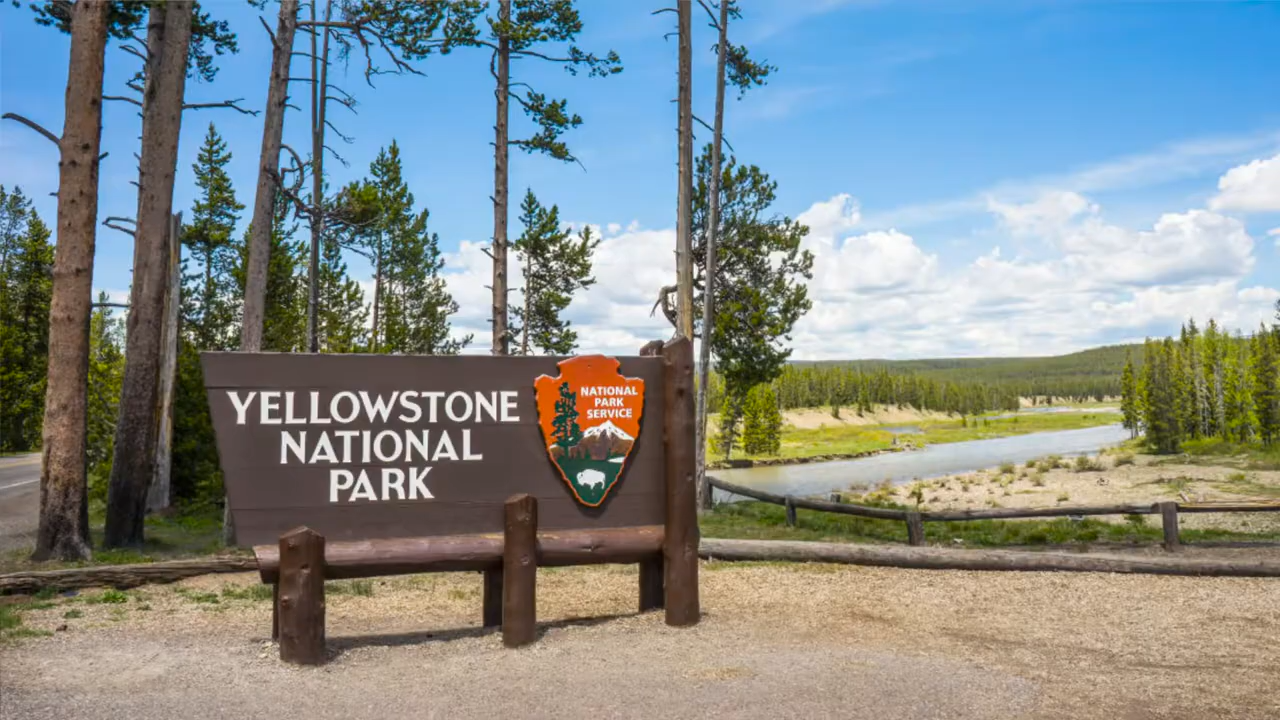 YELLOWSTONE
NATIONAL
PARK
NATIONAL
PARK
SERVICE